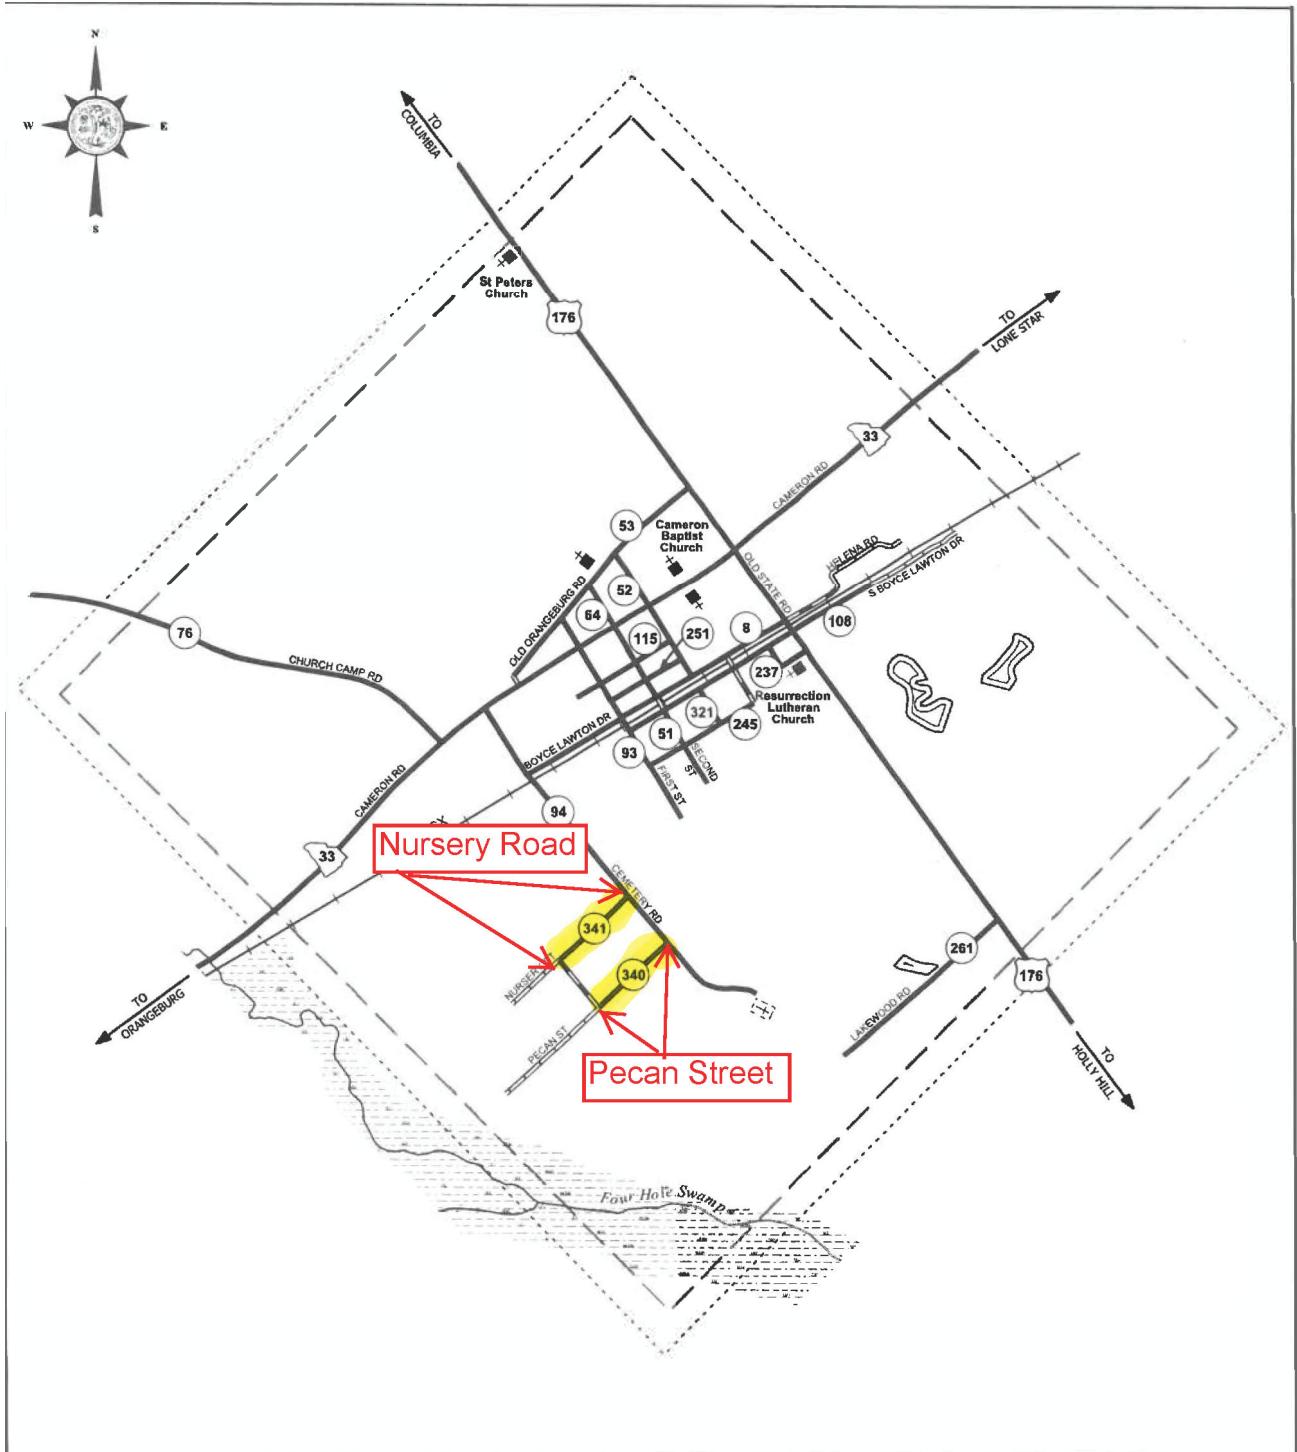 N
W
E
S
TO
COLUMBIA
St Peters
Church
176
TO
LONE STAR
33
CAMERON RD
53
Cameron
Baptist
Church
OLD STATE RD
HELENA RD
S BOYCE LAWTON DR
OLD ORANGEBURG RD
52
64
115
251
8
108
76
CHURCH CAMP RD
237
Resurrection
Lutheran
Church
321
245
51
93
BOYCE LAWTON DR
SECOND
ST
FIRST ST
CAMERON RD
94
33
Nursery Road
CEMETERY RD
341
340
NURSER
PECAN ST
261
LAKEWOOD RD
176
TO
ORANGEBURG
Pecan Street
TO
HOLLY HILL
Four Hole Swamp